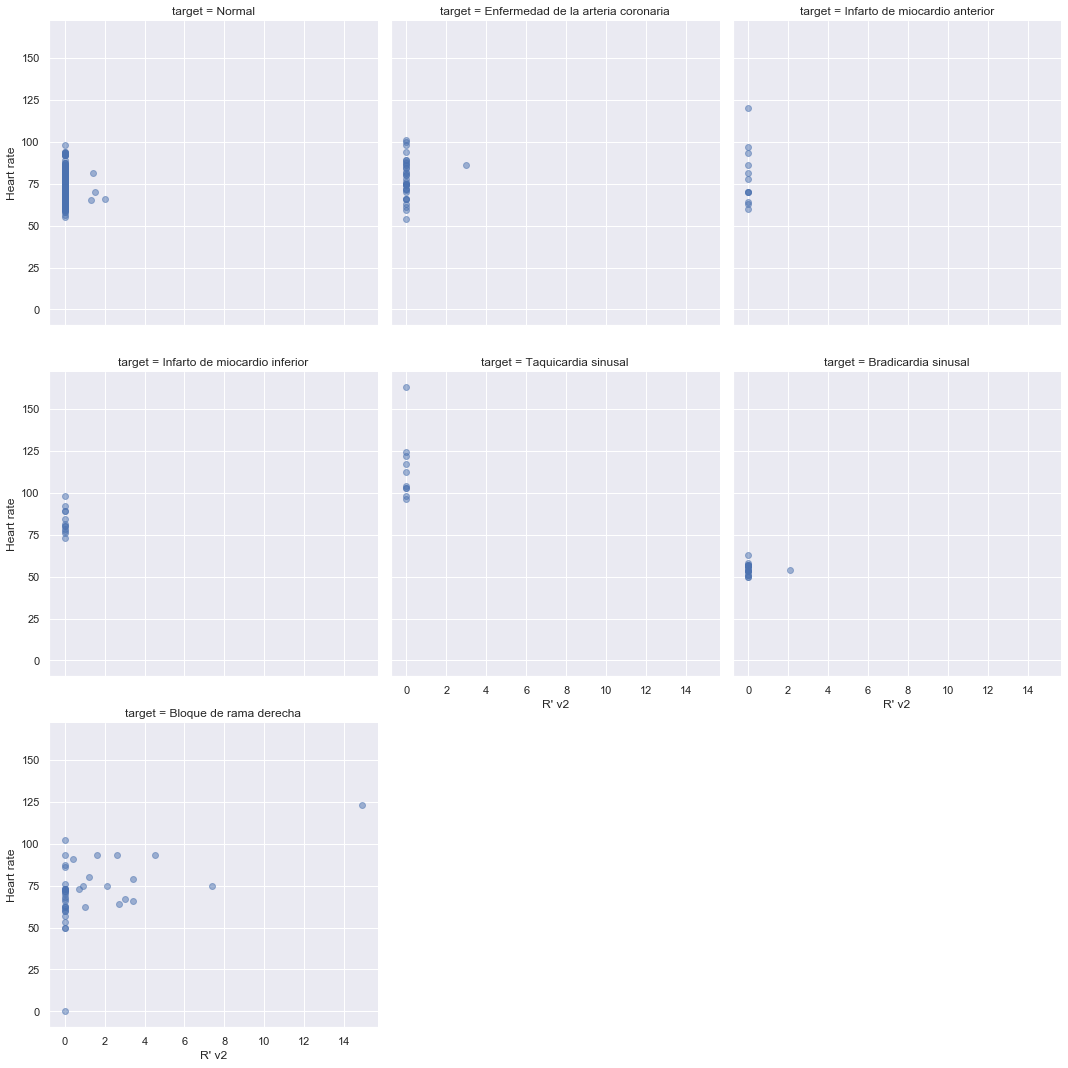 target = Normal
target = Enfermedad de la arteria coronaria
target = Infarto de miocardio anterior
150
125
100
75
50
25
0
Heart rate
target = Infarto de miocardio inferior
target = Taquicardia sinusal
target = Bradicardia sinusal
150
125
100
75
50
25
0
Heart rate
0 2 4 6 8 10 12 14
R' v2
0 2 4 6 8 10 12 14
R' v2
target = Bloque de rama derecha
150
125
100
75
50
25
0
Heart rate
0 2 4 6 8 10 12 14
R' v2